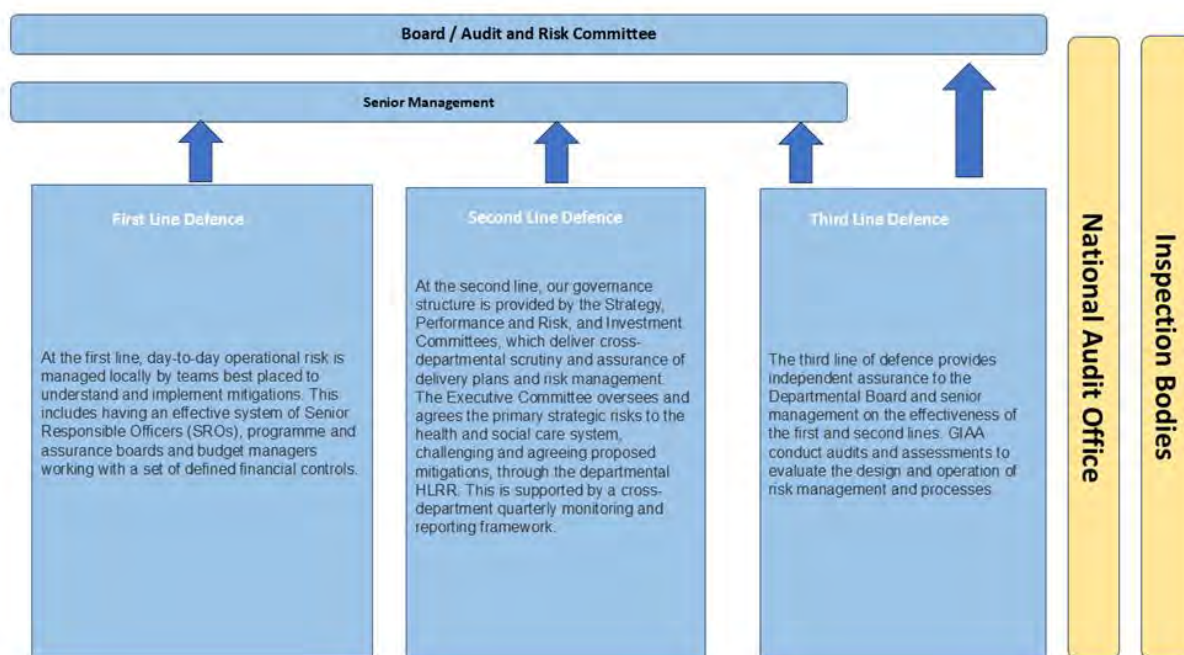 Board / Audit and Risk Committee
Senior Management
First Line Defence
At the first line, day-to-day operational risk is
managed locally by teams best placed to
understand and implement mitigations. This
includes having an effective system of Senior
Responsible Officers (SROs), programme and
assurance boards and budget managers
working with a set of defined financial controls.
Second Line Defence
At the second line, our governance
structure is provided by the Strategy,
Performance and Risk, and Investment
Committees, which deliver cross-
departmental scrutiny and assurance of
delivery plans and risk management.
The Executive Committee oversees and
agrees the primary strategic risks to the
health and social care system,
challenging and agreeing proposed
mitigations, through the departmental
HLRR. This is supported by a cross-
department quarterly monitoring and
reporting framework.
Third Line Defence
The third line of defence provides
independent assurance to the
Departmental Board and senior
management on the effectiveness of
the first and second lines. GIAA
conduct audits and assessments to
evaluate the design and operation of
risk management and processes.
National Audit Office
Inspection Bodies